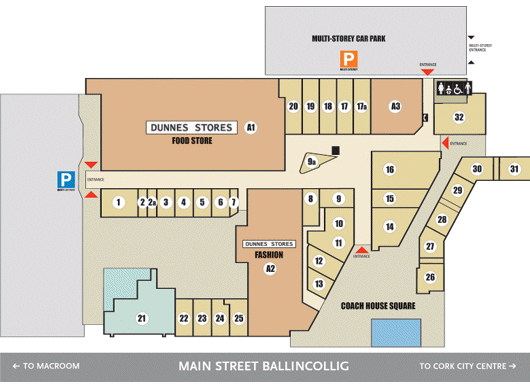 MULTI-STOREY CAR PARK
P
MULTI-STOREY
MULTI-STOREY
ENTRANCE
ENTRANCE
20 19 18 17 17a A3
32
DUNNES STORES A1
FOOD STORE
ENTRANCE
9a
16
30 31
P
ENTRANCE
29
1 2 2a 3 4 5 6 7
8 9
15
10
14
28
11
DUNNES STORES
FASHION
A2
12
13
ENTRANCE
27
26
COACH HOUSE SQUARE
21 22 23 24 25
← TO MACROOM
MAIN STREET BALLINCOLLIG
TO CORK CITY CENTRE →